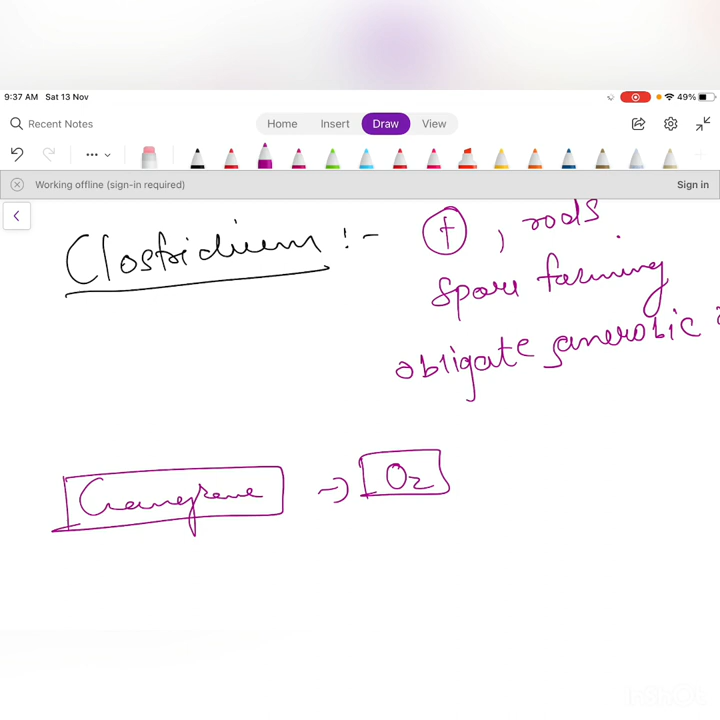 9:37 AM Sat 13 Nov 49%
Recent Notes Home Insert Draw View
Working offline (sign-in required) Sign in
Clostridium :- + , rods
Spore forming
obligate anerobic
Gangrene → O2
InShOt